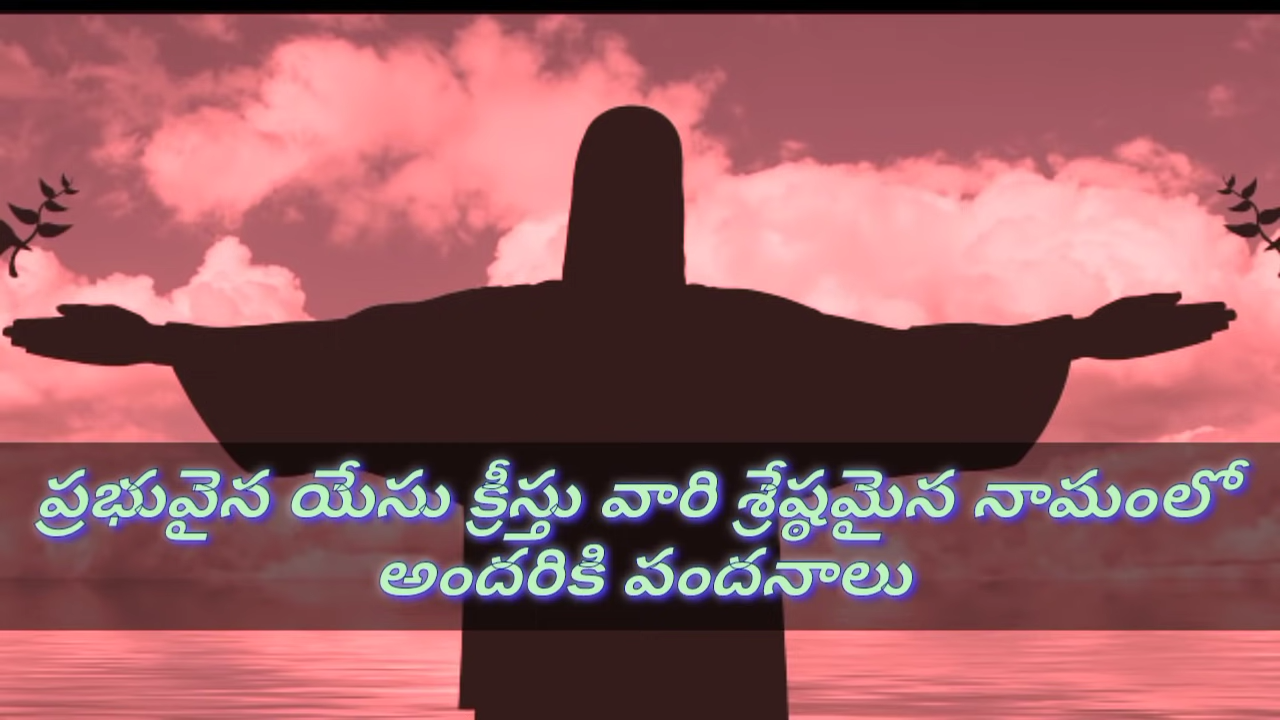 ప్రభువైన యేసు క్రీస్తు వారి శ్రేష్ఠమైన నామంలో
అందరికి వందనాలు